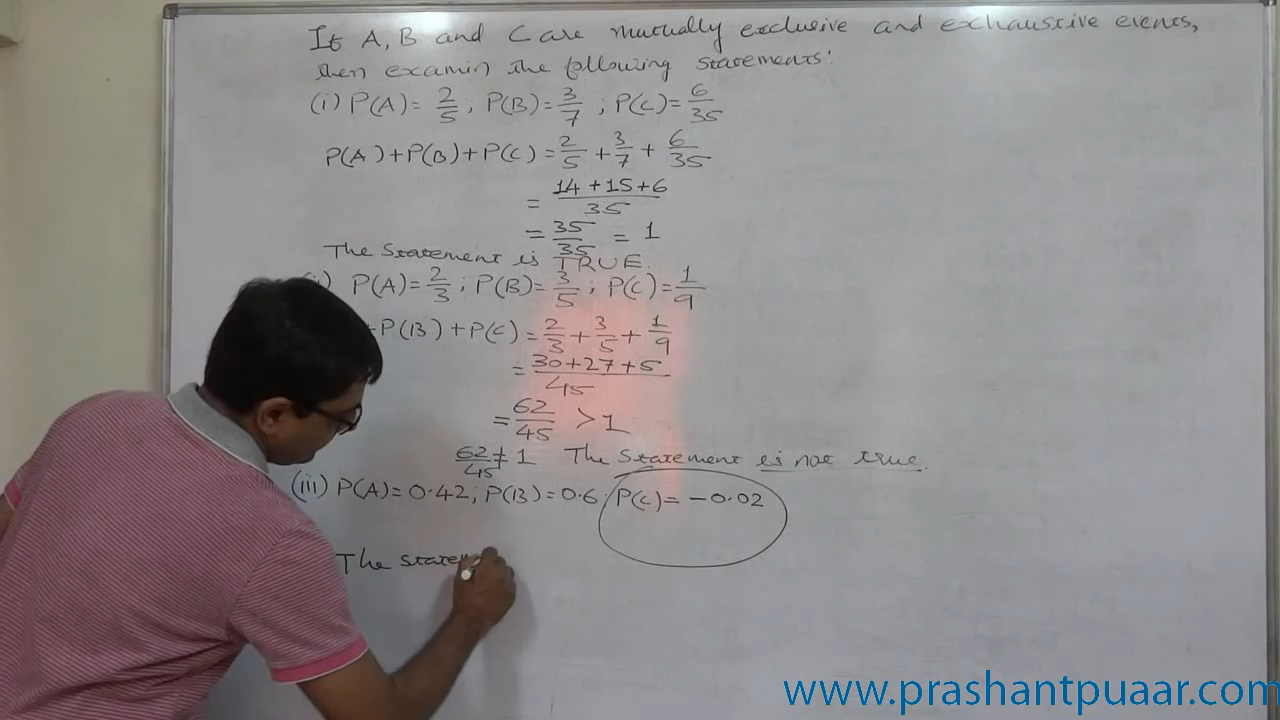 If A, B and C are mutually exclusive and exhaustive events,
then examin the following statements:
(i) P(A)= 2/5 ; P(B)= 3/7 ; P(C)= 6/35
P(A)+P(B)+P(C) = 2/5 + 3/7 + 6/35
= 14+15+6/35
= 35/35 = 1
The statement is TRUE.
P(A)= 2/3 ; P(B)= 3/5 ; P(C)= 1/9
+P(B)+P(C) = 2/3 + 3/5 + 1/9
= 30+27+5/45
= 62/45 > 1
62/45 ≠ 1 The statement is not true.
(iii) P(A)= 0.42; P(B)=0.6; P(C)= -0.02
The statem
www.prashantpuaar.com